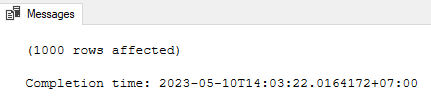 Messages
(1000 rows affected)
Completion time: 2023-05-10T14:03:22.0164172+07:00